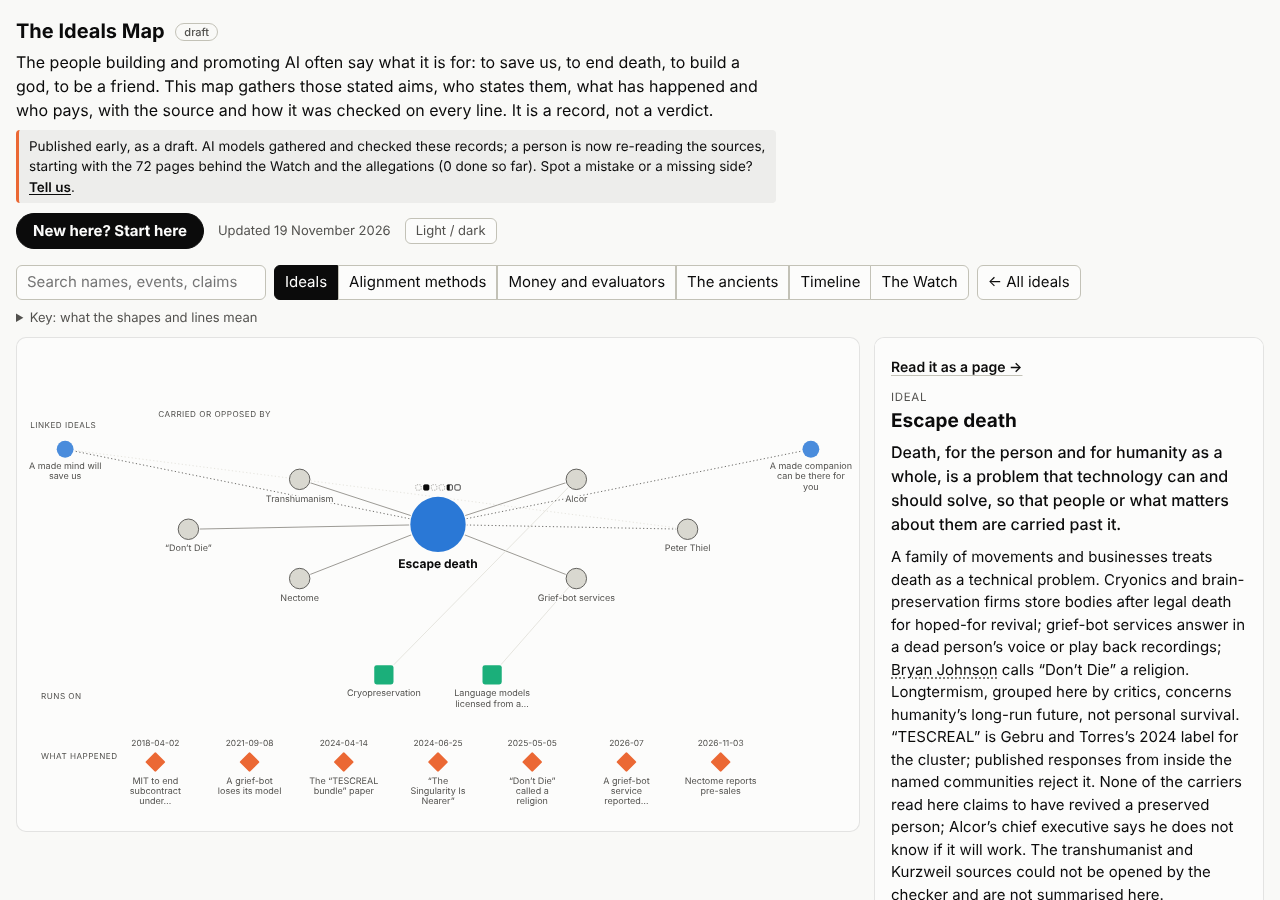 The Ideals Map
draft
The people building and promoting AI often say what it is for: to save us, to end death, to build a
god, to be a friend. This map gathers those stated aims, who states them, what has happened and
who pays, with the source and how it was checked on every line. It is a record, not a verdict.
Published early, as a draft. AI models gathered and checked these records; a person is now re-reading the sources,
starting with the 72 pages behind the Watch and the allegations (0 done so far). Spot a mistake or a missing side?
Tell us.
New here? Start here
Updated 19 November 2026
Light / dark
Search names, events, claims
Ideals
Alignment methods
Money and evaluators
The ancients
Timeline
The Watch
← All ideals
▶ Key: what the shapes and lines mean
CARRIED OR OPPOSED BY
LINKED IDEALS
A made mind will
save us
A made companion
can be there for
you
Transhumanism
Alcor
“Don’t Die”
Peter Thiel
Escape death
Nectome
Grief-bot services
Cryopreservation
Language models
licensed from a…
RUNS ON
WHAT HAPPENED
2018-04-02
MIT to end
subcontract
under…
2021-09-08
A grief-bot
loses its model
2024-04-14
The “TESCREAL
bundle” paper
2024-06-25
“The
Singularity Is
Nearer”
2025-05-05
“Don’t Die”
called a
religion
2026-07
A grief-bot
service
reported…
2026-11-03
Nectome reports
pre-sales
Read it as a page →
IDEAL
Escape death
Death, for the person and for humanity as a
whole, is a problem that technology can and
should solve, so that people or what matters
about them are carried past it.
A family of movements and businesses treats
death as a technical problem. Cryonics and brain-
preservation firms store bodies after legal death
for hoped-for revival; grief-bot services answer in
a dead person’s voice or play back recordings;
Bryan Johnson calls “Don’t Die” a religion.
Longtermism, grouped here by critics, concerns
humanity’s long-run future, not personal survival.
“TESCREAL” is Gebru and Torres’s 2024 label for
the cluster; published responses from inside the
named communities reject it. None of the carriers
read here claims to have revived a preserved
person; Alcor’s chief executive says he does not
know if it will work. The transhumanist and
Kurzweil sources could not be opened by the
checker and are not summarised here.